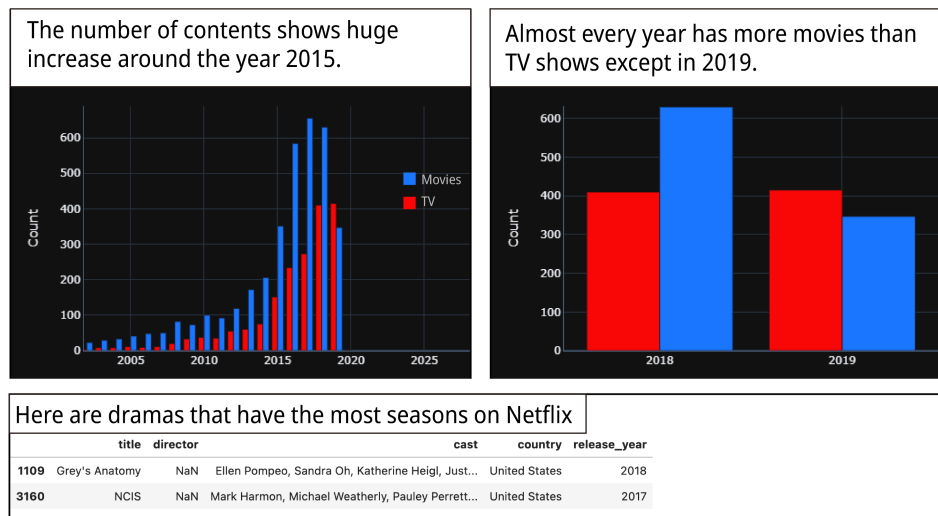 The number of contents shows huge
increase around the year 2015.
600
500
400
300
200
100
0
Count
2005
2010
2015
2020
2025
Movies
TV
Almost every year has more movies than
TV shows except in 2019.
600
500
400
300
200
100
0
Count
2018
2019
Here are dramas that have the most seasons on Netflix
title director cast country release_year
1109 Grey's Anatomy NaN Ellen Pompeo, Sandra Oh, Katherine Heigl, Just... United States 2018
3160 NCIS NaN Mark Harmon, Michael Weatherly, Pauley Perrett... United States 2017